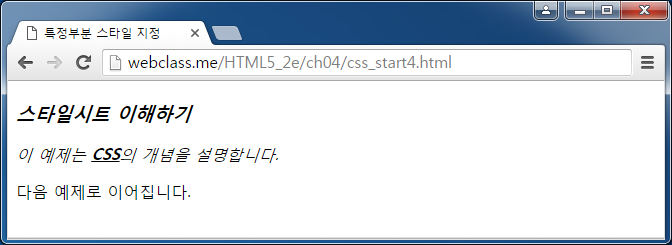 특정부분 스타일 지정
webclass.me/HTML5_2e/ch04/css_start4.html
스타일시트 이해하기
이 예제는 CSS의 개념을 설명합니다.
다음 예제로 이어집니다.